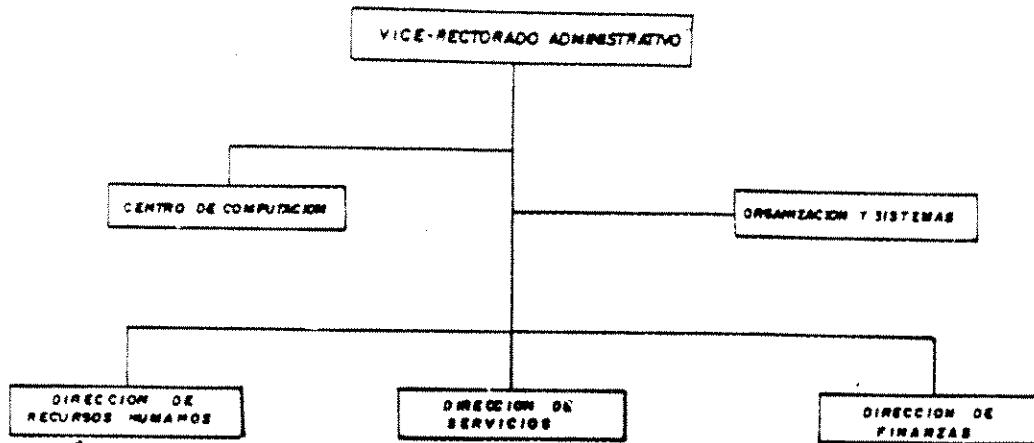 VICE-RECTORADO ADMINISTRATIVO
CENTRO DE COMPUTACION
ORGANIZACION Y SISTEMAS
DIRECCION DE
RECURSOS HUMANOS
DIRECCION DE
SERVICIOS
DIRECCION DE
FINANZAS